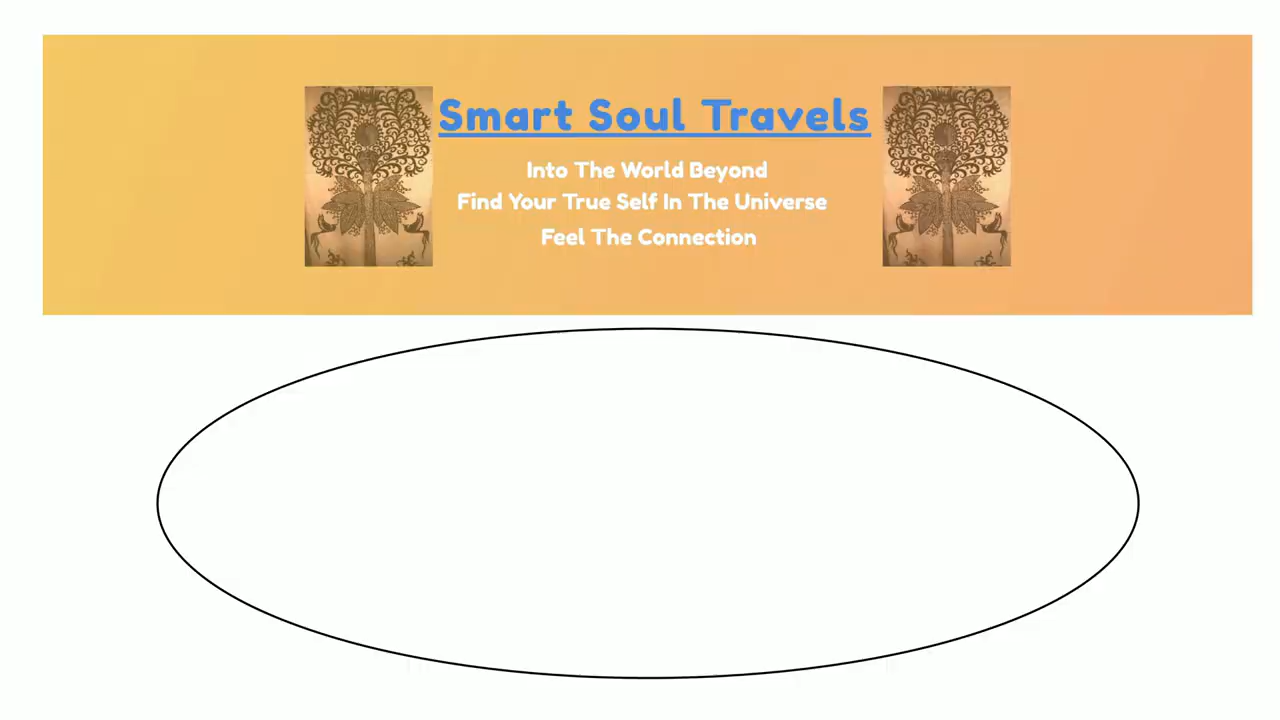 Smart Soul Travels
Into The World Beyond
Find Your True Self In The Universe
Feel The Connection